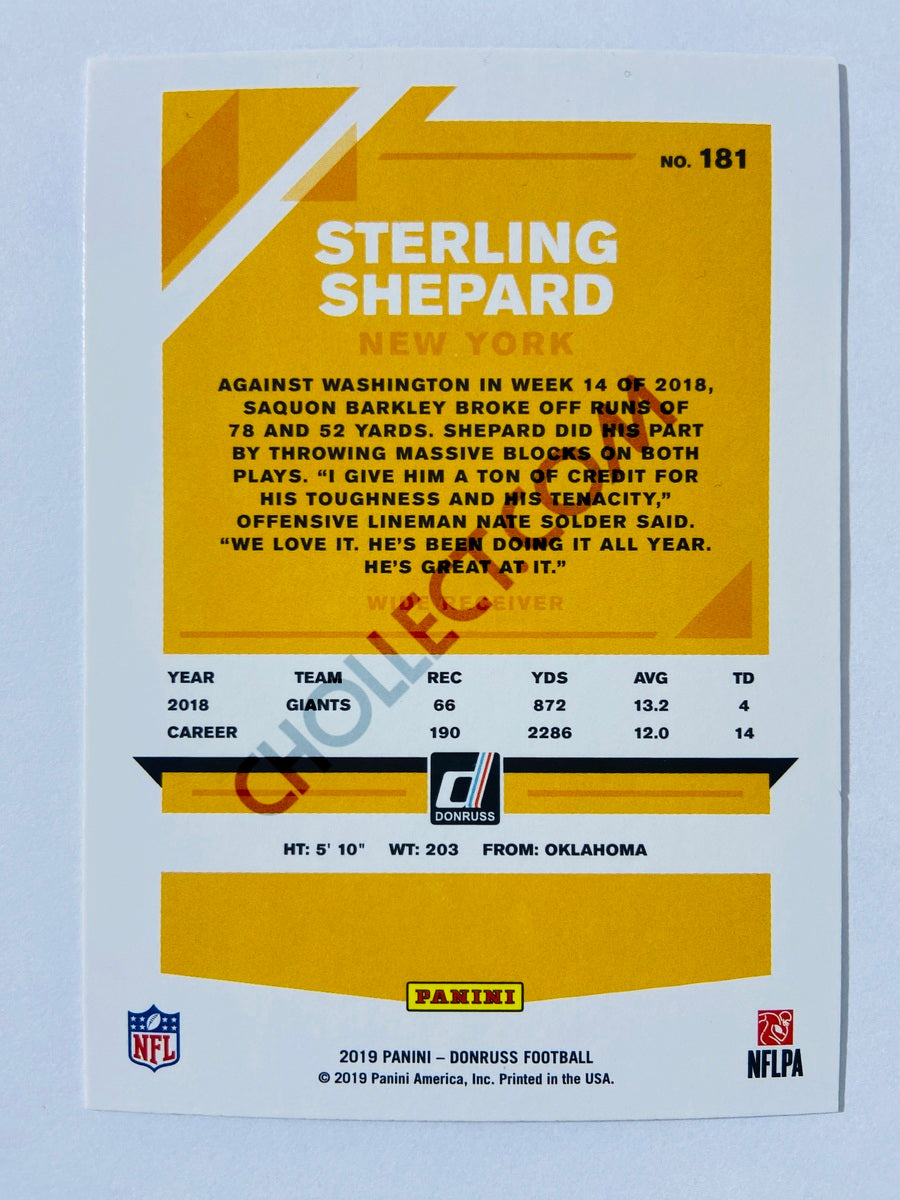 NO. 181
STERLING
SHEPARD
NEW YORK
AGAINST WASHINGTON IN WEEK 14 OF 2018,
SAQUON BARKLEY BROKE OFF RUNS OF
78 AND 52 YARDS. SHEPARD DID HIS PART
BY THROWING MASSIVE BLOCKS ON BOTH
PLAYS. “I GIVE HIM A TON OF CREDIT FOR
HIS TOUGHNESS AND HIS TENACITY,”
OFFENSIVE LINEMAN NATE SOLDER SAID.
“WE LOVE IT. HE’S BEEN DOING IT ALL YEAR.
HE’S GREAT AT IT.”
WIDE RECEIVER
YEAR TEAM REC YDS AVG TD
2018 GIANTS 66 872 13.2 4
CAREER 190 2286 12.0 14
CHOLLECT.COM
DONRUSS
HT: 5' 10" WT: 203 FROM: OKLAHOMA
PANINI
NFL
NFLPA
2019 PANINI – DONRUSS FOOTBALL
© 2019 Panini America, Inc. Printed in the USA.